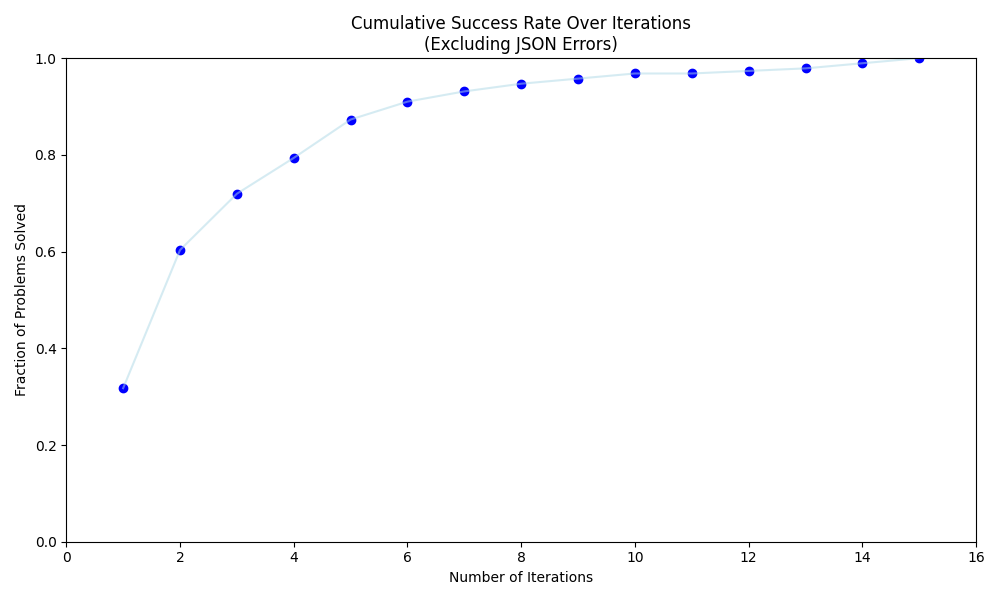 Cumulative Success Rate Over Iterations
(Excluding JSON Errors)
1.0
0.8
0.6
0.4
0.2
0.0
Fraction of Problems Solved
0 2 4 6 8 10 12 14 16
Number of Iterations